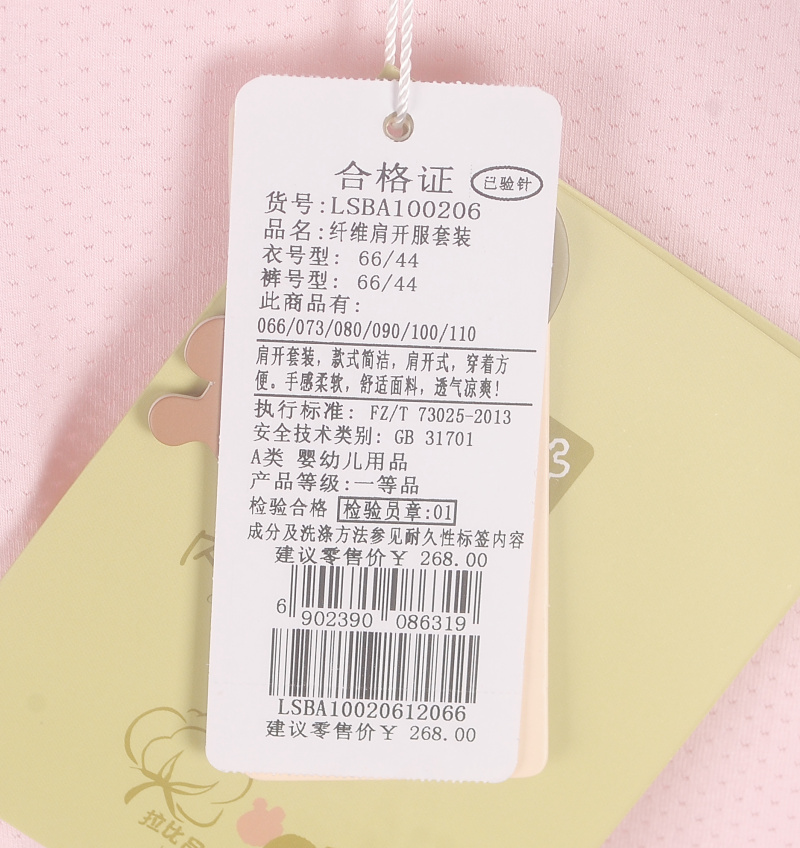 合格证 已验针
货号:LSBA100206
品名:纤维肩开服套装
衣号型: 66/44
裤号型: 66/44
此商品有:
066/073/080/090/100/110
肩开套装，款式简洁，肩开式，穿着方
便。手感柔软，舒适面料，透气凉爽！
执行标准: FZ/T 73025-2013
安全技术类别: GB 31701
A类 婴幼儿用品
产品等级:一等品
检验合格 检验员章:01
成分及洗涤方法参见耐久性标签内容
建议零售价￥ 268.00
6 902390 086319
LSBA10020612066
建议零售价￥ 268.00
拉比